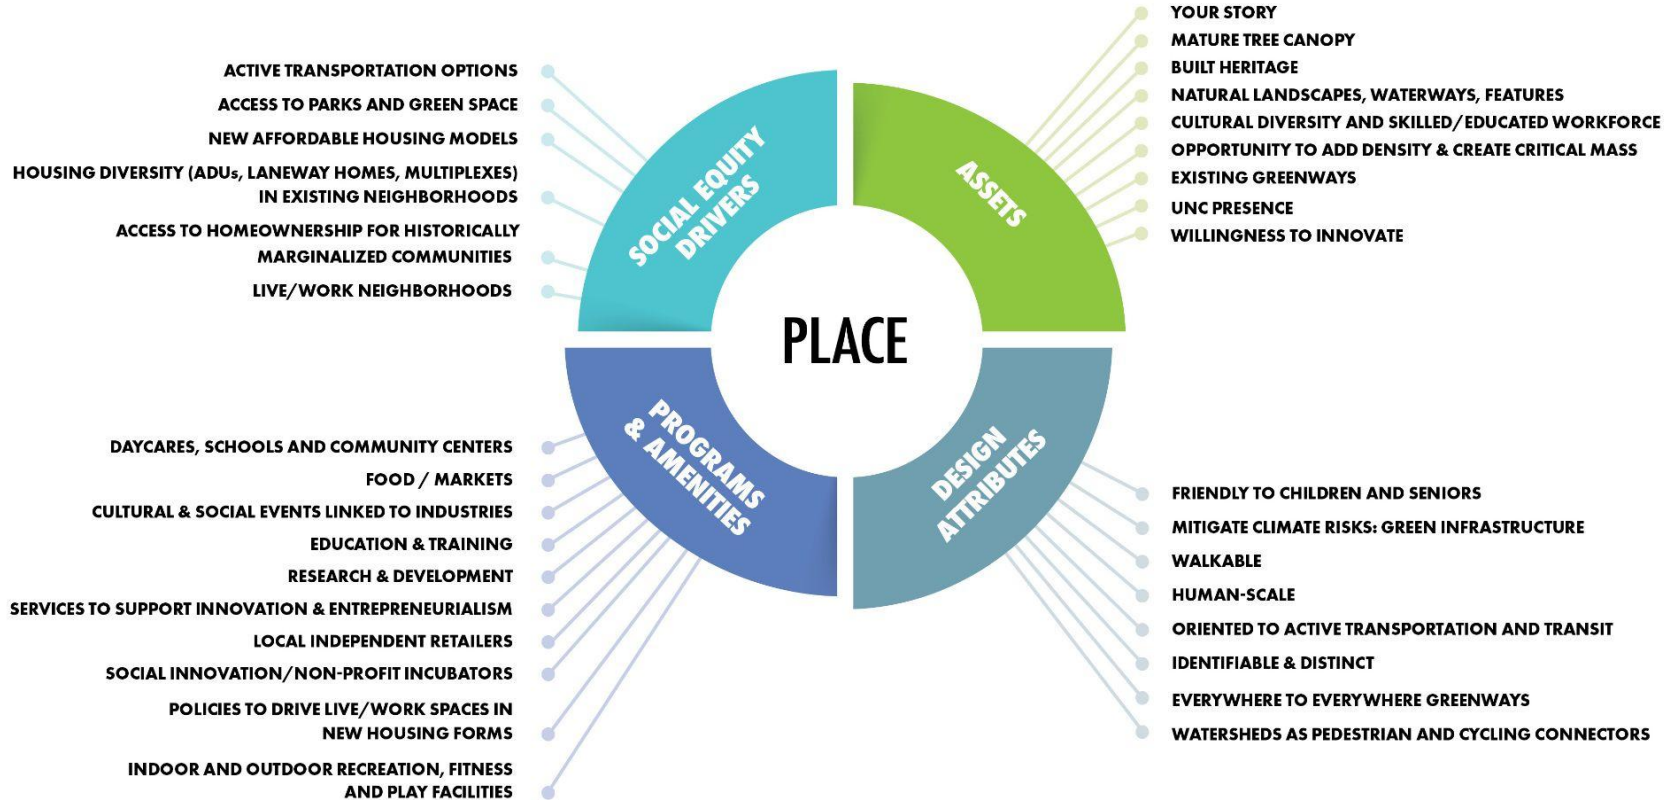 ACTIVE TRANSPORTATION OPTIONS
ACCESS TO PARKS AND GREEN SPACE
NEW AFFORDABLE HOUSING MODELS
HOUSING DIVERSITY (ADUs, LANEWAY HOMES, MULTIPLEXES)
IN EXISTING NEIGHBORHOODS
ACCESS TO HOMEOWNERSHIP FOR HISTORICALLY
MARGINALIZED COMMUNITIES
LIVE/WORK NEIGHBORHOODS
SOCIAL EQUITY
DRIVERS
YOUR STORY
MATURE TREE CANOPY
BUILT HERITAGE
NATURAL LANDSCAPES, WATERWAYS, FEATURES
CULTURAL DIVERSITY AND SKILLED/EDUCATED WORKFORCE
OPPORTUNITY TO ADD DENSITY & CREATE CRITICAL MASS
EXISTING GREENWAYS
UNC PRESENCE
WILLINGNESS TO INNOVATE
ASSETS
PLACE
DAYCARES, SCHOOLS AND COMMUNITY CENTERS
FOOD / MARKETS
CULTURAL & SOCIAL EVENTS LINKED TO INDUSTRIES
EDUCATION & TRAINING
RESEARCH & DEVELOPMENT
SERVICES TO SUPPORT INNOVATION & ENTREPRENEURIALISM
LOCAL INDEPENDENT RETAILERS
SOCIAL INNOVATION/NON-PROFIT INCUBATORS
POLICIES TO DRIVE LIVE/WORK SPACES IN
NEW HOUSING FORMS
INDOOR AND OUTDOOR RECREATION, FITNESS
AND PLAY FACILITIES
PROGRAMS
& AMENITIES
DESIGN
ATTRIBUTES
FRIENDLY TO CHILDREN AND SENIORS
MITIGATE CLIMATE RISKS: GREEN INFRASTRUCTURE
WALKABLE
HUMAN-SCALE
ORIENTED TO ACTIVE TRANSPORTATION AND TRANSIT
IDENTIFIABLE & DISTINCT
EVERYWHERE TO EVERYWHERE GREENWAYS
WATERSHEDS AS PEDESTRIAN AND CYCLING CONNECTORS